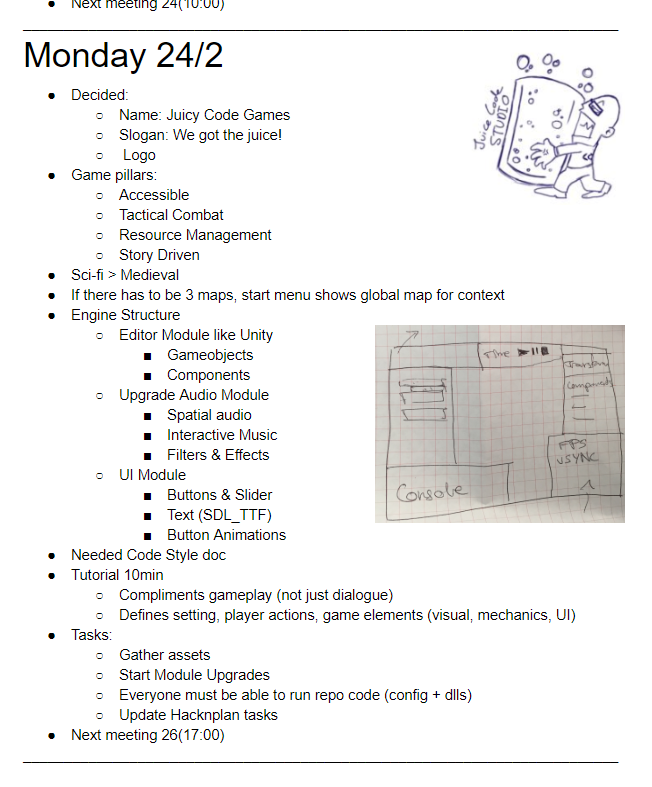 Next meeting 24(10:00)
Monday 24/2
Decided:
Name: Juicy Code Games
Slogan: We got the juice!
Logo
Juice Code
STUDIO
Game pillars:
Accessible
Tactical Combat
Resource Management
Story Driven
Sci-fi > Medieval
If there has to be 3 maps, start menu shows global map for context
Engine Structure
Editor Module like Unity
Gameobjects
Components
Upgrade Audio Module
Spatial audio
Interactive Music
Filters & Effects
UI Module
Buttons & Slider
Text (SDL_TTF)
Button Animations
Time
Components
FPS
VSYNC
Console
Needed Code Style doc
Tutorial 10min
Compliments gameplay (not just dialogue)
Defines setting, player actions, game elements (visual, mechanics, UI)
Tasks:
Gather assets
Start Module Upgrades
Everyone must be able to run repo code (config + dlls)
Update Hacknplan tasks
Next meeting 26(17:00)